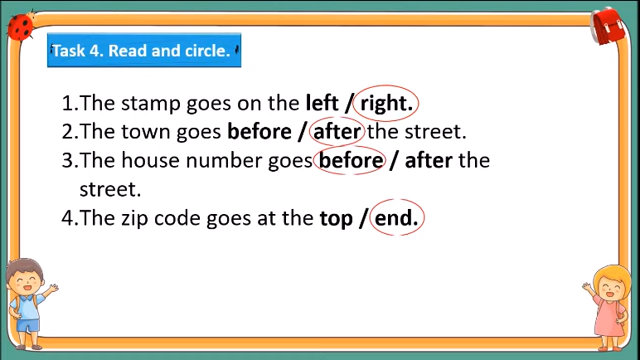 Task 4. Read and circle.
1.The stamp goes on the left / right.
2.The town goes before / after the street.
3.The house number goes before / after the
street.
4.The zip code goes at the top / end.